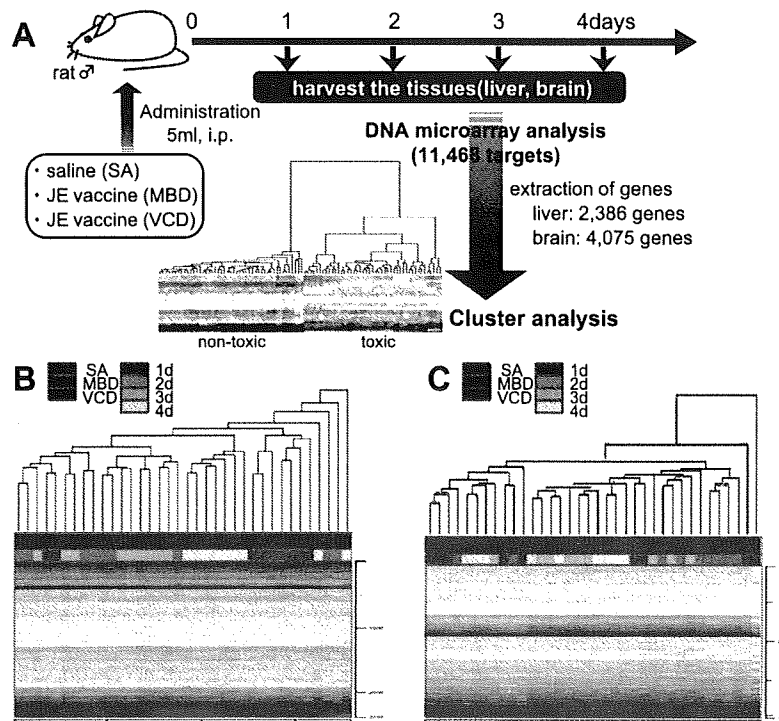 A
0
1
2
3
4days
rat ♂
harvest the tissues(liver, brain)
Administration
5ml, i.p.
DNA microarray analysis
(11,468 targets)
・saline (SA)
・JE vaccine (MBD)
・JE vaccine (VCD)
extraction of genes
liver: 2,386 genes
brain: 4,075 genes
Cluster analysis
non-toxic
toxic
B
SA
MBD
VCD
1d
2d
3d
4d
C
SA
MBD
VCD
1d
2d
3d
4d